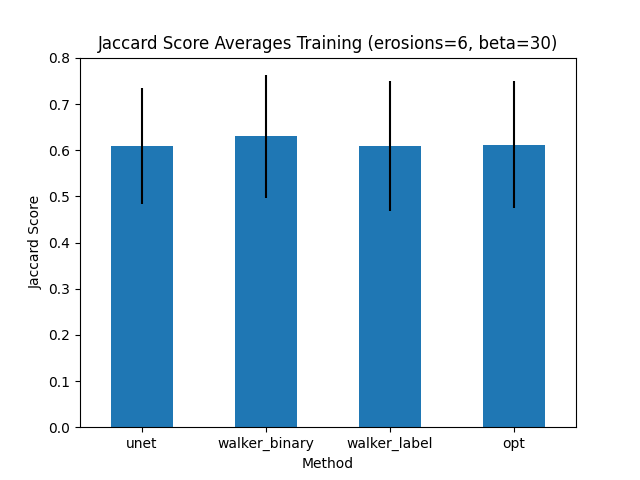 Jaccard Score Averages Training (erosions=6, beta=30)
0.8
0.7
0.6
0.5
0.4
0.3
0.2
0.1
0.0
Jaccard Score
unet walker_binary walker_label opt
Method